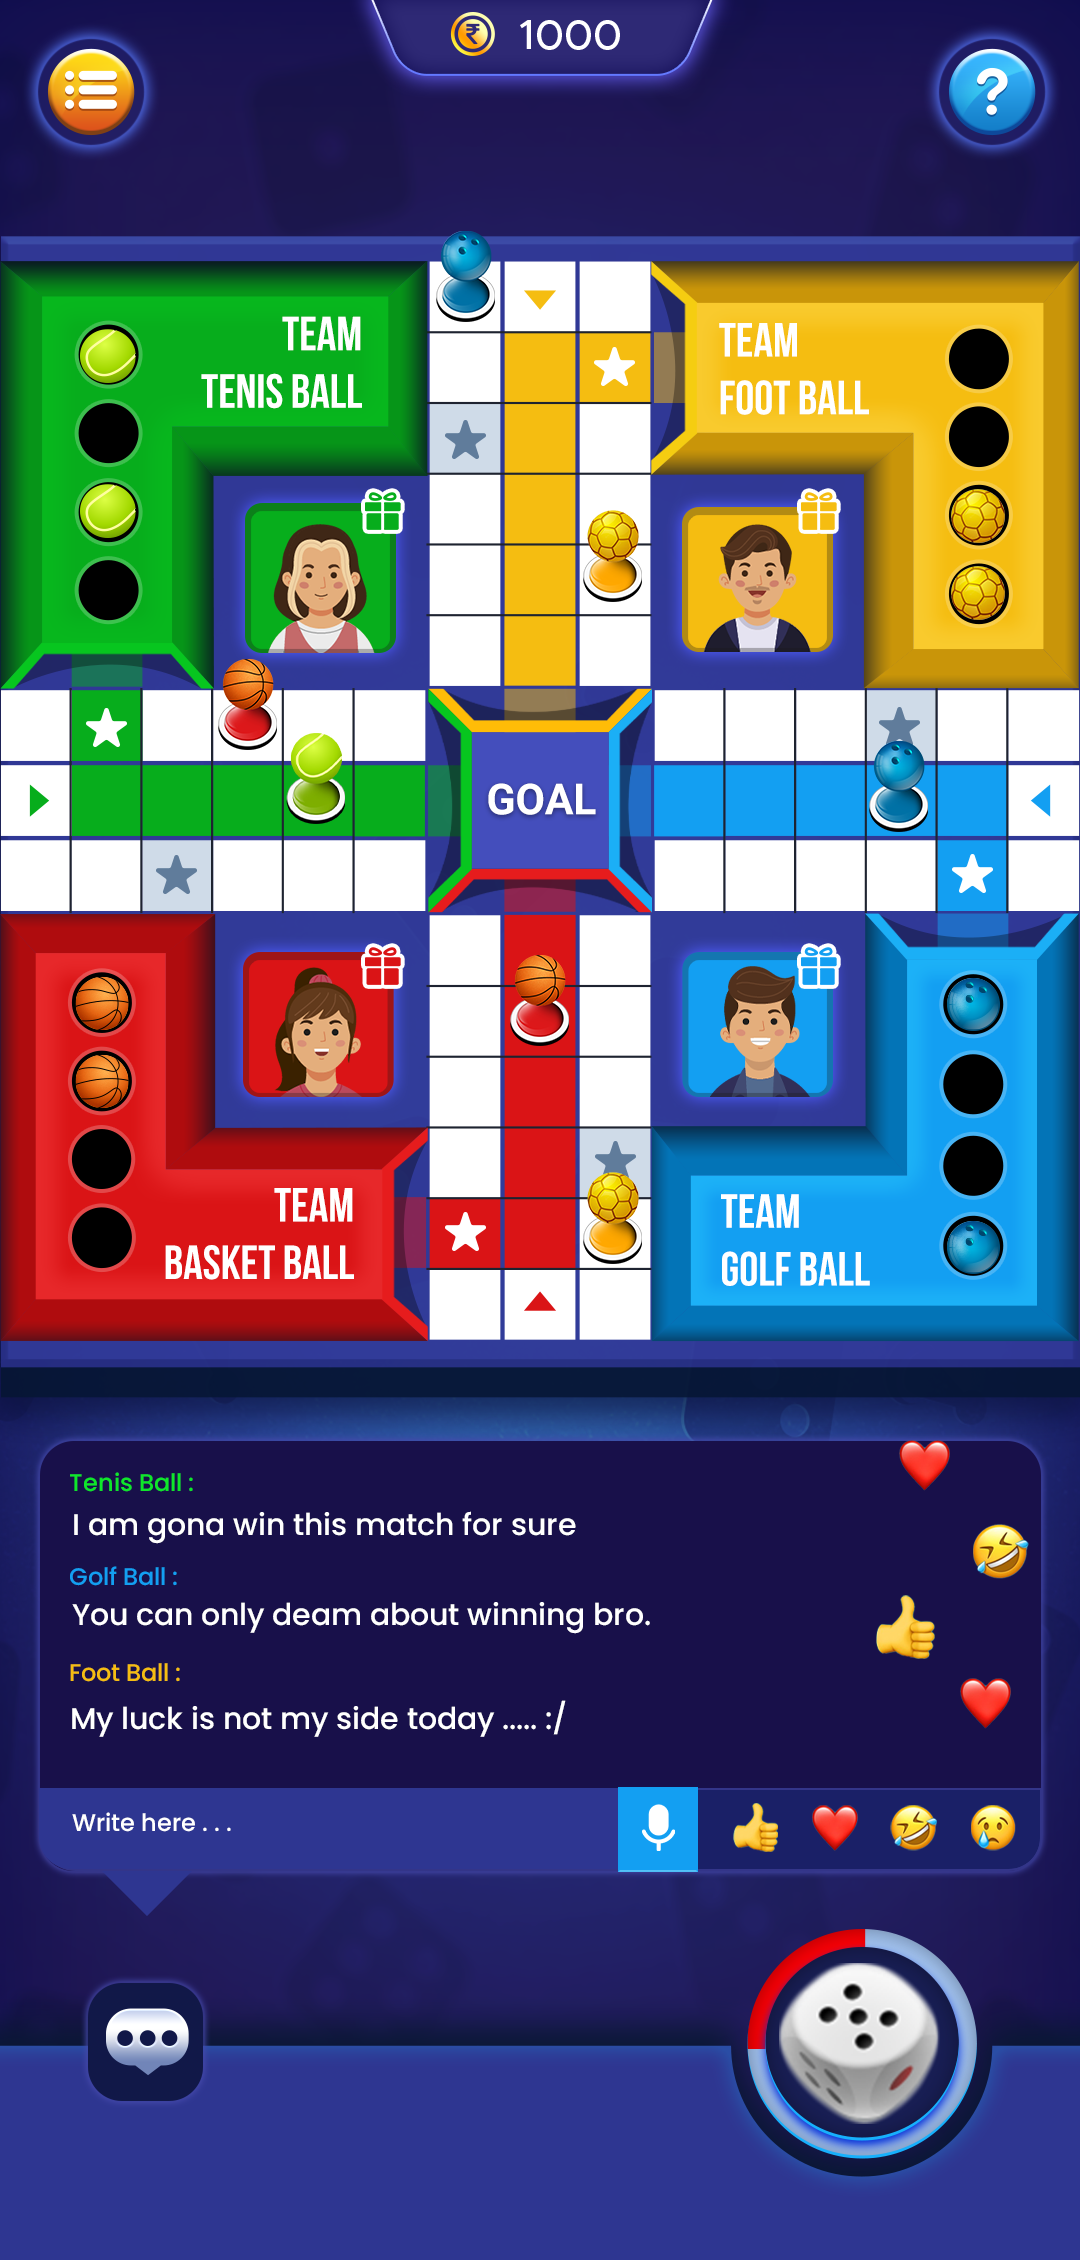 1000
TEAM
TENIS BALL
TEAM
FOOT BALL
GOAL
TEAM
BASKET BALL
TEAM
GOLF BALL
Tenis Ball :
I am gona win this match for sure
Golf Ball :
You can only deam about winning bro.
Foot Ball :
My luck is not my side today ..... :/
Write here . . .